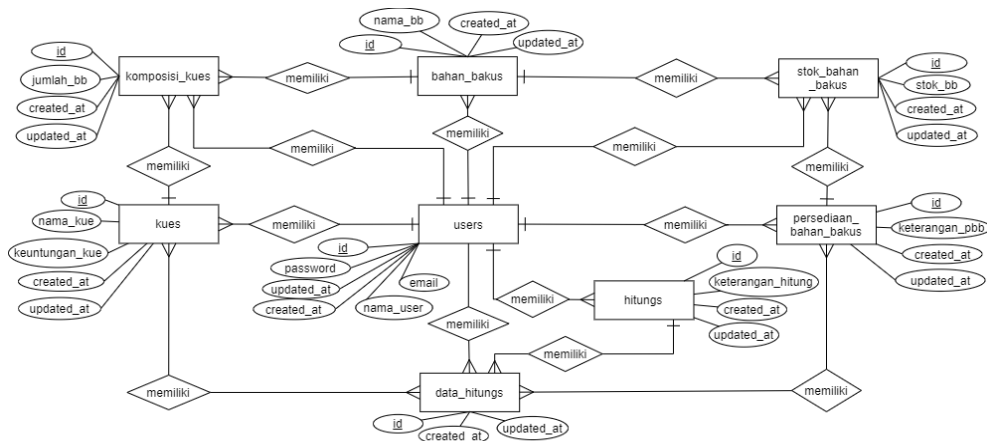 nama_bb
created_at
id
updated_at
id
jumlah_bb
created_at
updated_at
komposisi_kues
memiliki
bahan_bakus
memiliki
stok_bahan
_bakus
id
stok_bb
created_at
updated_at
memiliki
memiliki
memiliki
memiliki
memiliki
id
nama_kue
keuntungan_kue
created_at
updated_at
kues
memiliki
users
memiliki
persediaan_
bahan_bakus
id
keterangan_pbb
created_at
updated_at
id
password
updated_at
created_at
nama_user
email
memiliki
hitungs
id
keterangan_hitung
created_at
updated_at
memiliki
memiliki
memiliki
data_hitungs
memiliki
id
created_at
updated_at